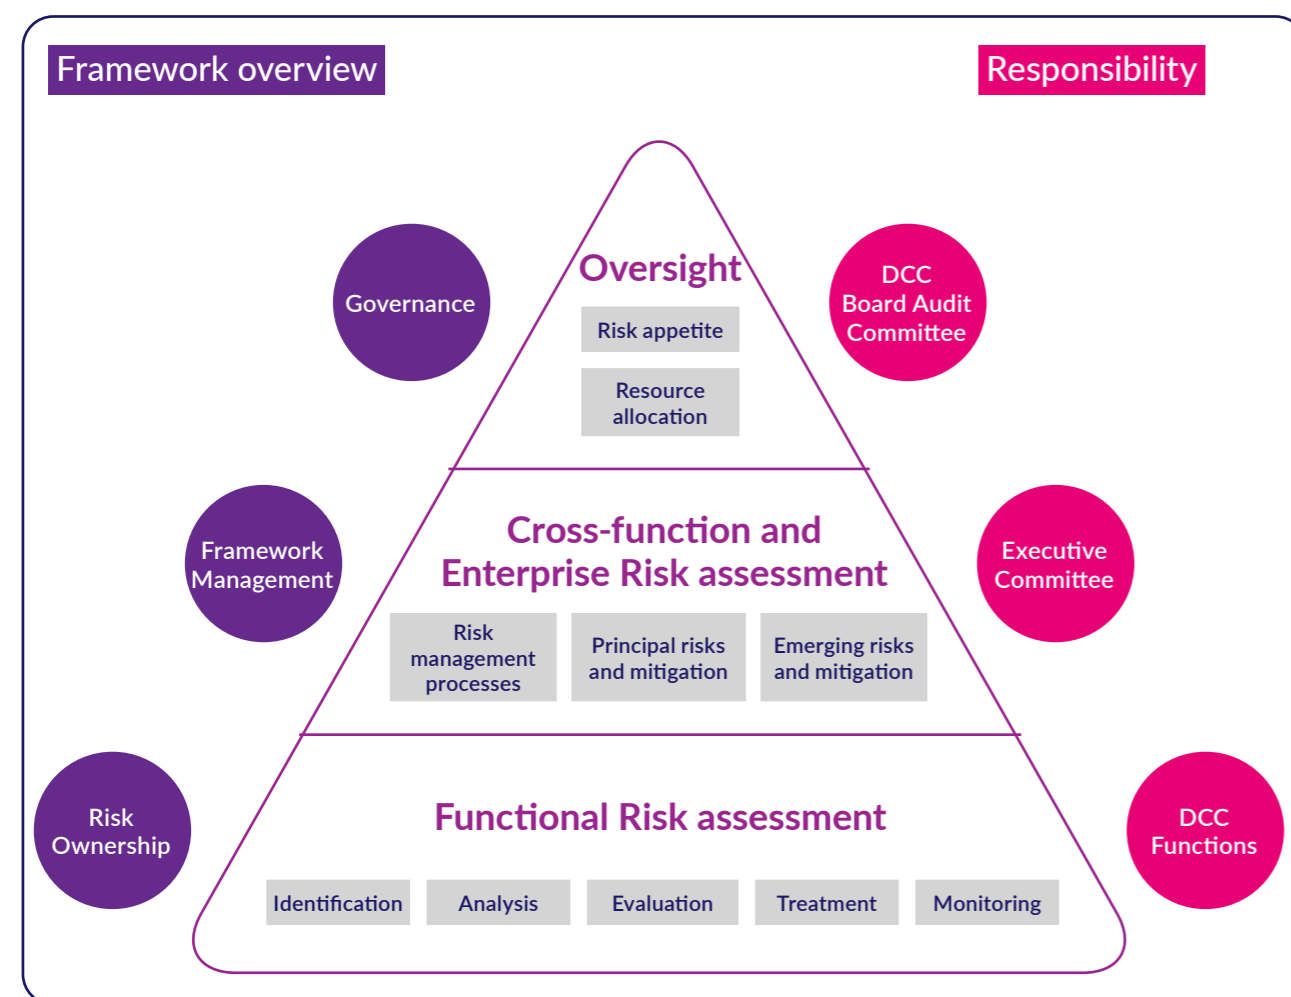 Framework overview
Responsibility
Governance
Oversight
Risk appetite
Resource
allocation
DCC
Board Audit
Committee
Framework
Management
Cross-function and
Enterprise Risk assessment
Risk
management
processes
Principal risks
and mitigation
Emerging risks
and mitigation
Executive
Committee
Risk
Ownership
Functional Risk assessment
Identification
Analysis
Evaluation
Treatment
Monitoring
DCC
Functions